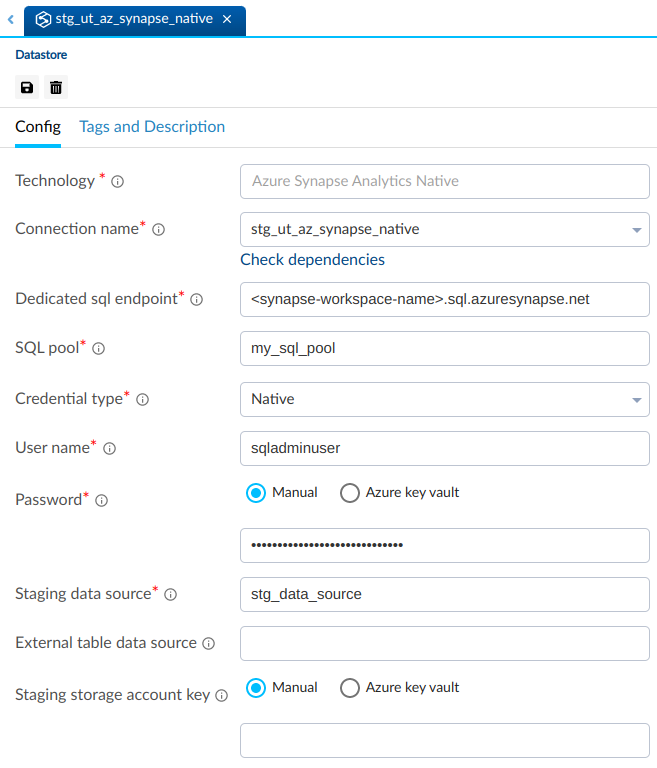 stg_ut_az_synapse_native ×
Datastore
Config Tags and Description
Technology * Azure Synapse Analytics Native
Connection name* stg_ut_az_synapse_native
Check dependencies
Dedicated sql endpoint* <synapse-workspace-name>.sql.azuresynapse.net
SQL pool* my_sql_pool
Credential type* Native
User name* sqladminuser
Password* Manual Azure key vault
•••••••••••••••••••••••••••••
Staging data source* stg_data_source
External table data source
Staging storage account key Manual Azure key vault